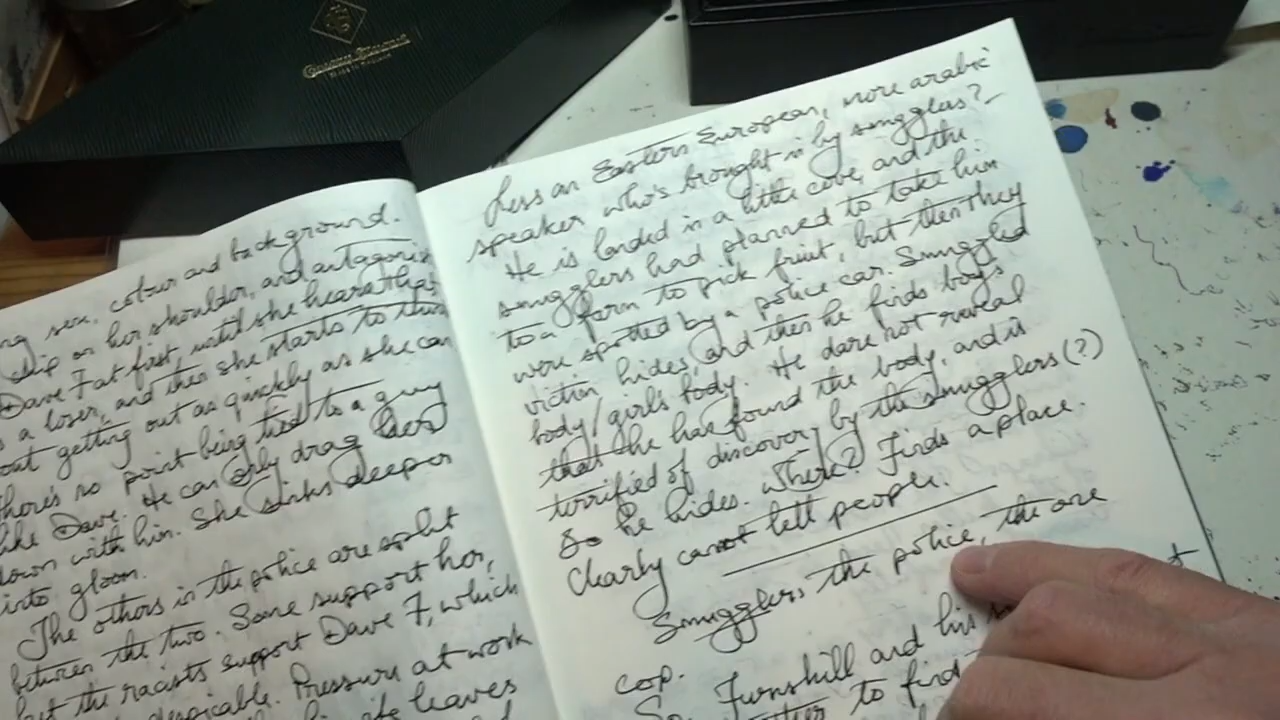 colour and background.
chip on her shoulder, and antagonis
Dave F at first, until she hears that
s a loser, and then she starts to think
out getting out as quickly as she can
there's no point being tied to a guy
like Dave. He can only drag her
down with him. She sinks deeper
into gloom.
The others in the police are split
between the two. Some support her,
but the racists support Dave F, which
despicable. Pressure at work
leaves
Less an Eastern European, more arabic
speaker who's brought in by smugglers?
He is landed in a little cove, and the
smugglers had planned to take him
to a farm to pick fruit, but then they
were spotted by a police car. Smuggled
victim hides, and then he finds boys
body/girls body. He dare not reveal
that he has found the body, and is
terrified of discovery by the smugglers (?)
So he hides. Where? Finds a place.
Clearly cannot tell people.
Smugglers the police, the one
cop.
So, Furnshill and his
to find